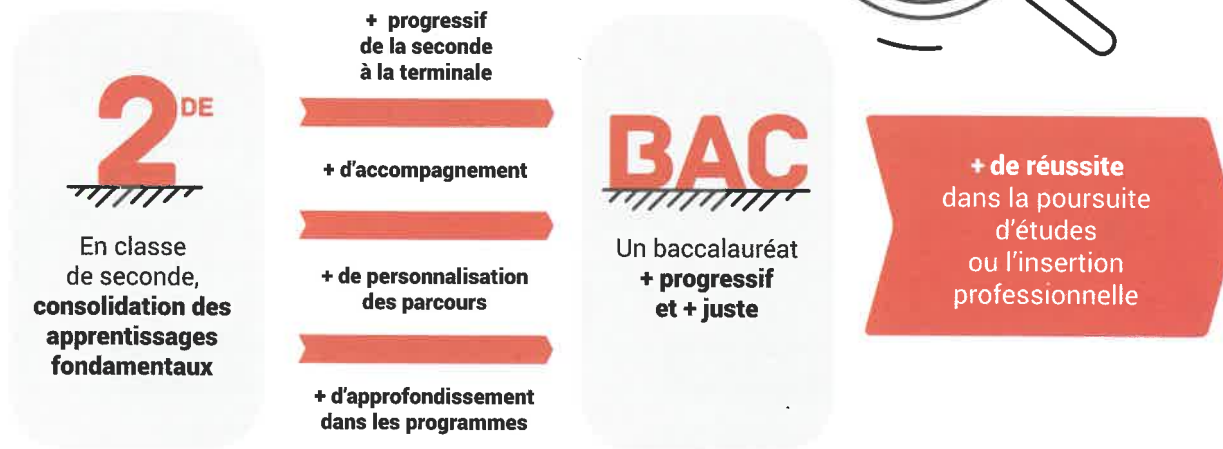 2DE
En classe
de seconde,
consolidation des
apprentissages
fondamentaux
+ progressif
de la seconde
à la terminale
+ d'accompagnement
+ de personnalisation
des parcours
+ d'approfondissement
dans les programmes
BAC
Un baccalauréat
+ progressif
et + juste
+ de réussite
dans la poursuite
d'études
ou l'insertion
professionnelle